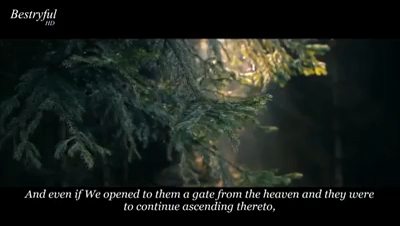 Bestryful
HD
And even if We opened to them a gate from the heaven and they were
to continue ascending thereto,